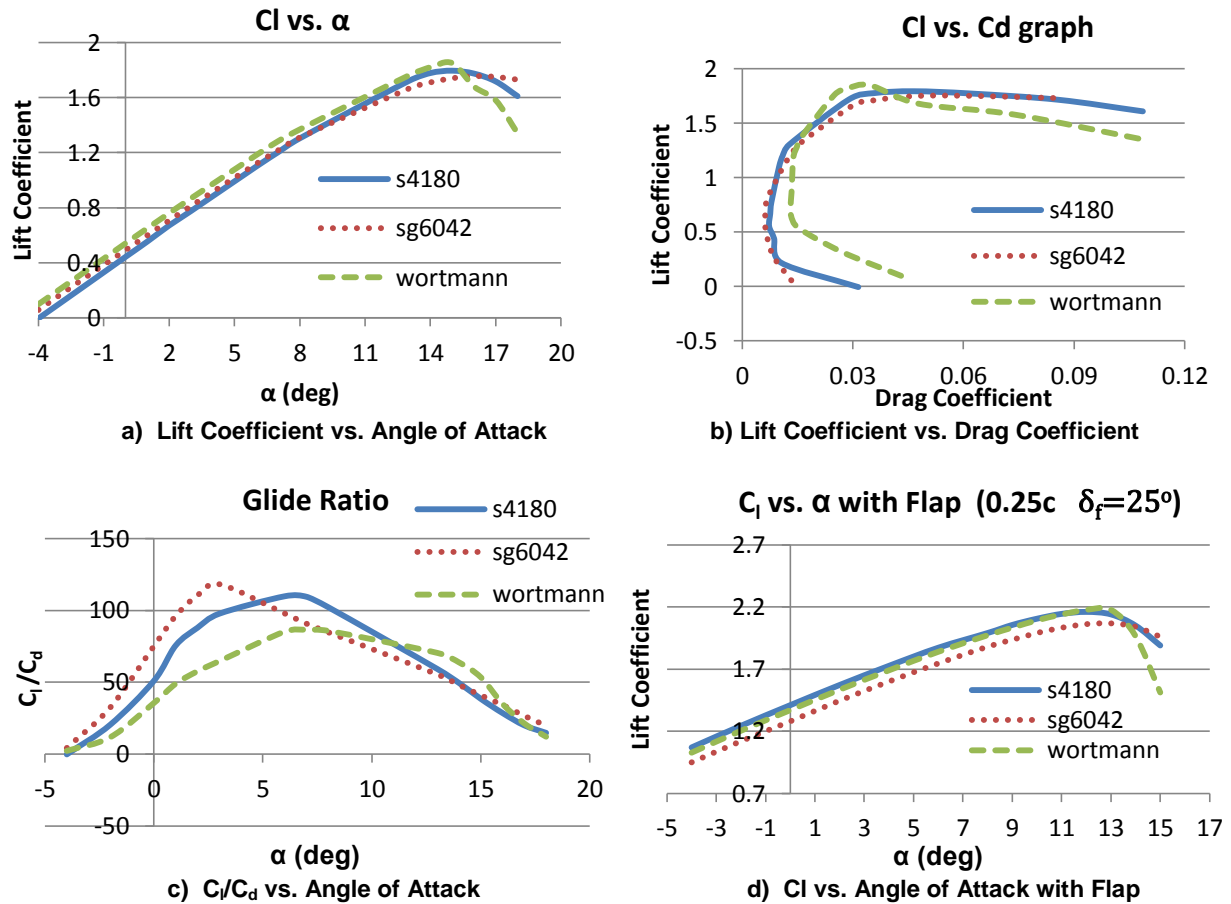 Cl vs. α
2
1.6
1.2
0.8
0.4
0
Lift Coefficient
s4180
sg6042
wortmann
-4 -1 2 5 8 11 14 17 20
α (deg)
a) Lift Coefficient vs. Angle of Attack
Cl vs. Cd graph
2
1.5
1
0.5
0
-0.5
Lift Coefficient
s4180
sg6042
wortmann
0 0.03 0.06 0.09 0.12
Drag Coefficient
b) Lift Coefficient vs. Drag Coefficient
Glide Ratio
s4180
sg6042
wortmann
150
100
50
0
-50
Cl/Cd
-5 0 5 10 15 20
α (deg)
c) Cl/Cd vs. Angle of Attack
Cl vs. α with Flap (0.25c δf=25º)
2.7
2.2
1.7
1.2
0.7
Lift Coefficient
s4180
sg6042
wortmann
-5 -3 -1 1 3 5 7 9 11 13 15 17
α (deg)
d) Cl vs. Angle of Attack with Flap